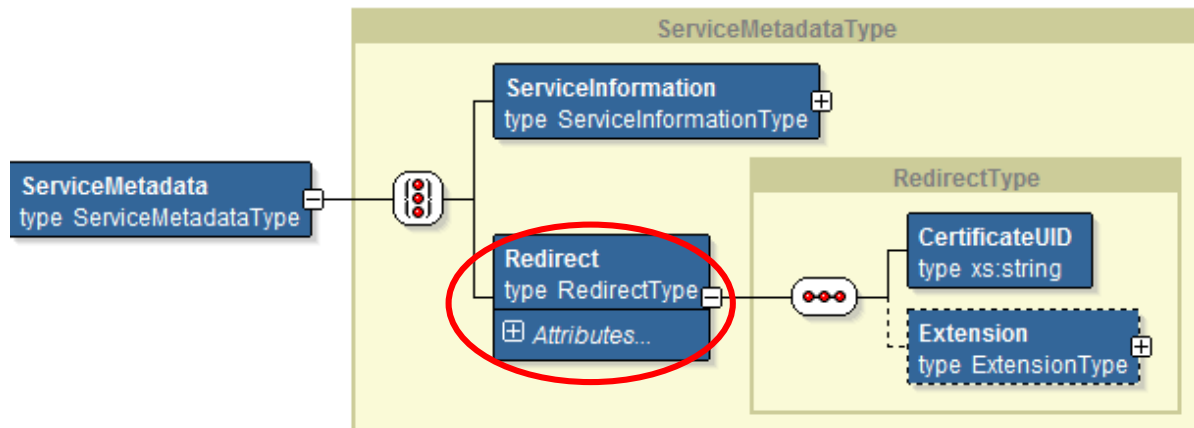 ServiceMetadataType
ServiceInformation
type ServiceInformationType
ServiceMetadata
type ServiceMetadataType
RedirectType
Redirect
type RedirectType
Attributes...
CertificateUID
type xs:string
Extension
type ExtensionType